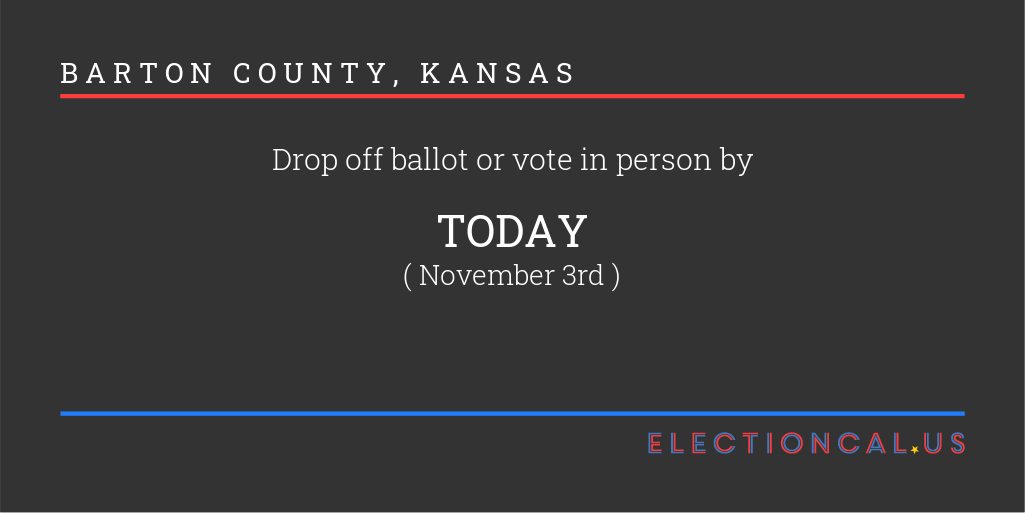 BARTON COUNTY, KANSAS
Drop off ballot or vote in person by
TODAY
( November 3rd )
ELECTIONCAL.US